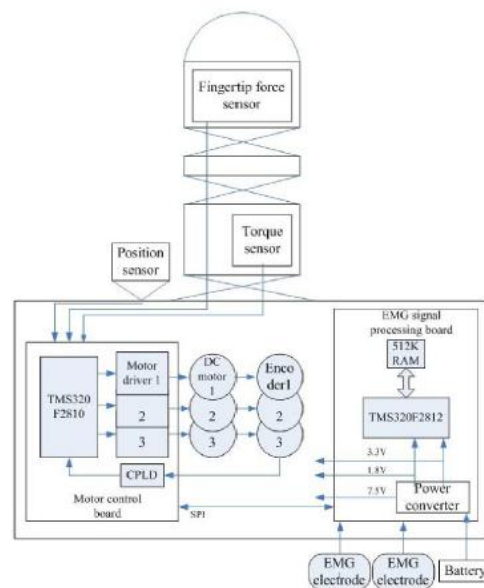 Fingertip force
sensor
Torque
sensor
Position
sensor
EMG signal
processing board
512K
RAM
TMS320
F2810
Motor
driver 1
DC
motor
1
Enco
der1
TMS320F2812
2
2
2
3
3
3
3.3V
1.8V
7.5V
CPLD
Power
converter
Motor control
board
SPI
EMG
electrode
EMG
electrode
Battery